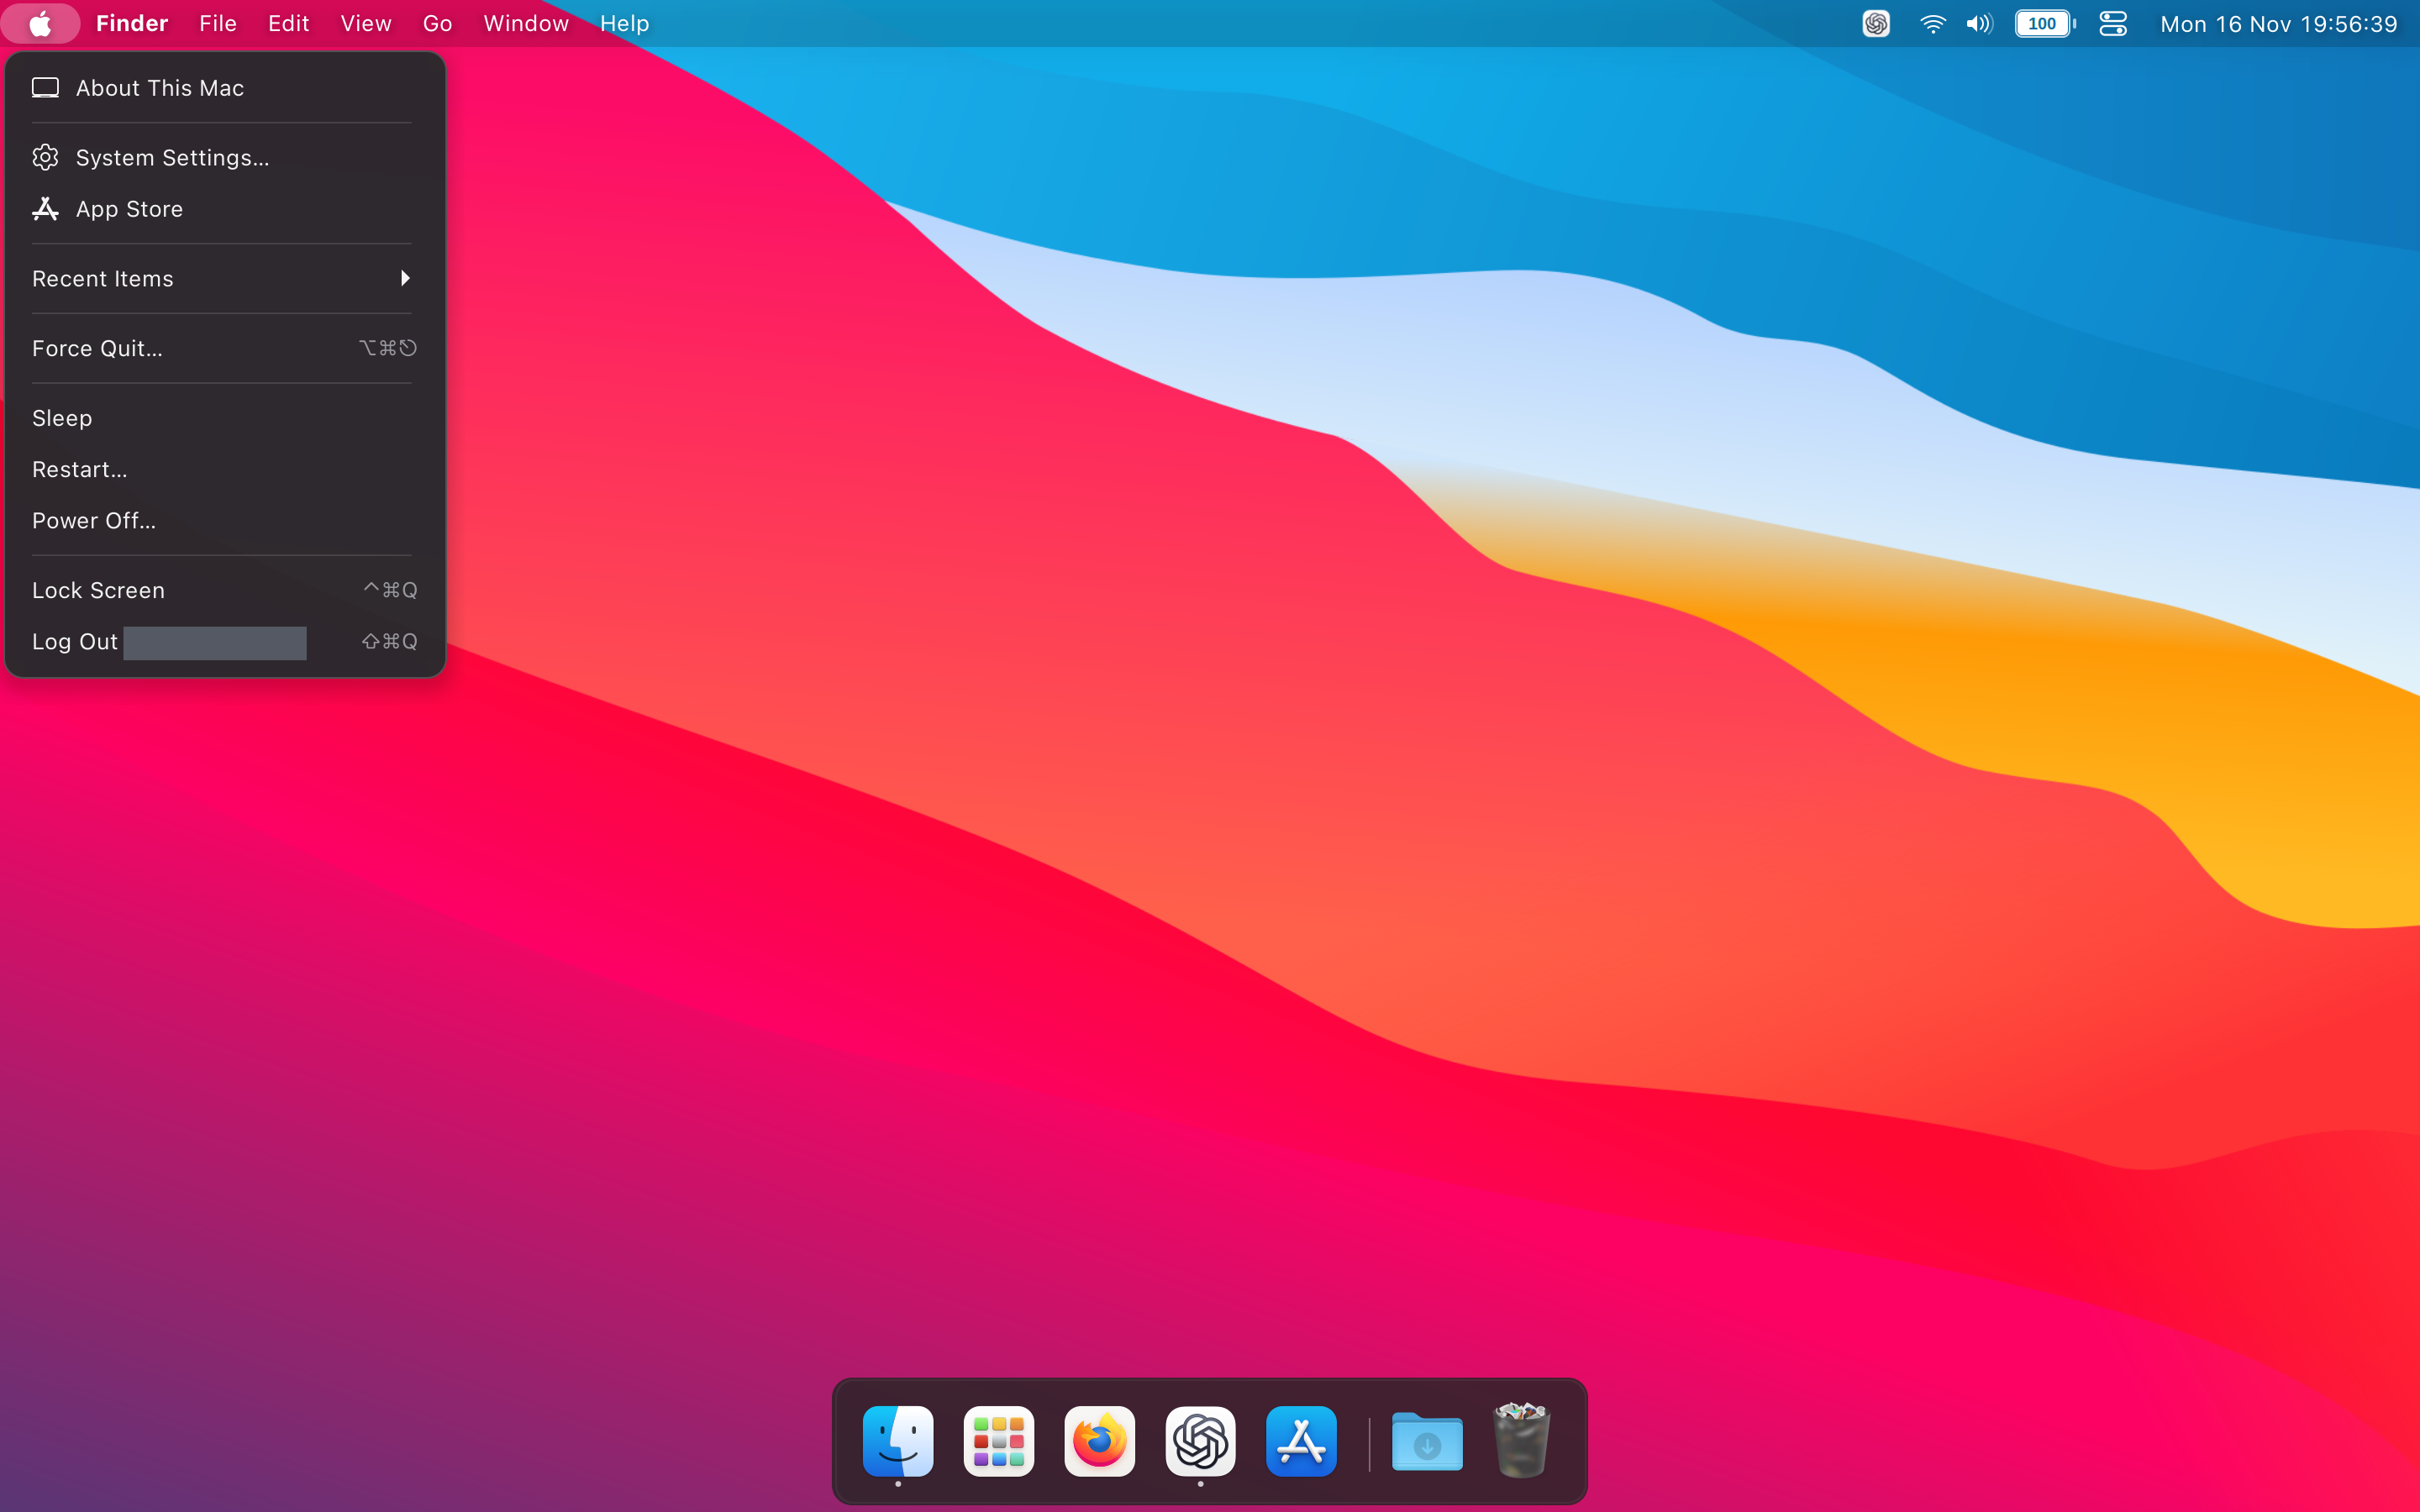 Finder File Edit View Go Window Help 100 Mon 16 Nov 19:56:39
About This Mac
System Settings...
App Store
Recent Items
Force Quit... ⌥⌘⎋
Sleep
Restart...
Power Off...
Lock Screen ^⌘Q
Log Out ⇧⌘Q